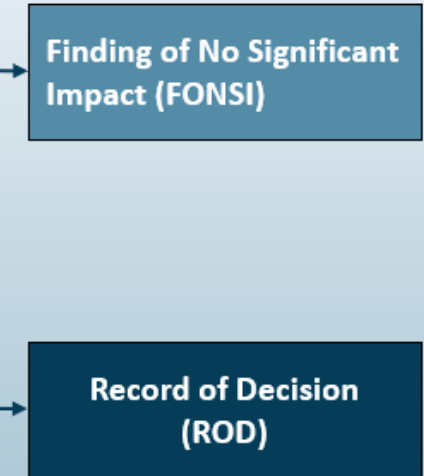 Finding of No Significant
Impact (FONSI)
Record of Decision
(ROD)